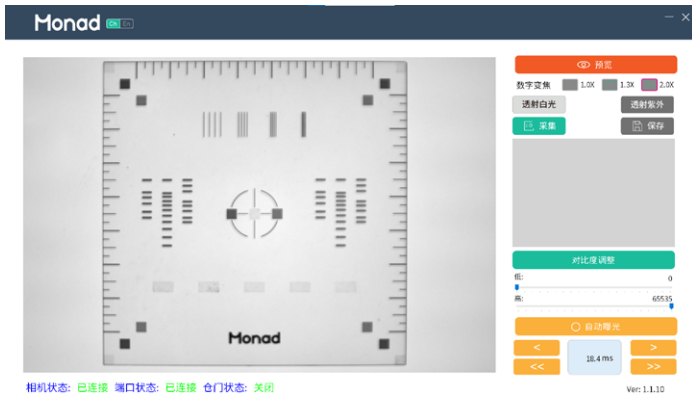 Monad Cn En
预览
数字变焦 1.0X 1.3X 2.0X
透射白光 透射紫外
采集 保存
对比度调整
低: 0
高: 65535
自动曝光
< 18.4 ms >
<< >>
Monad
相机状态: 已连接 端口状态: 已连接 仓门状态: 关闭
Ver: 1.1.10